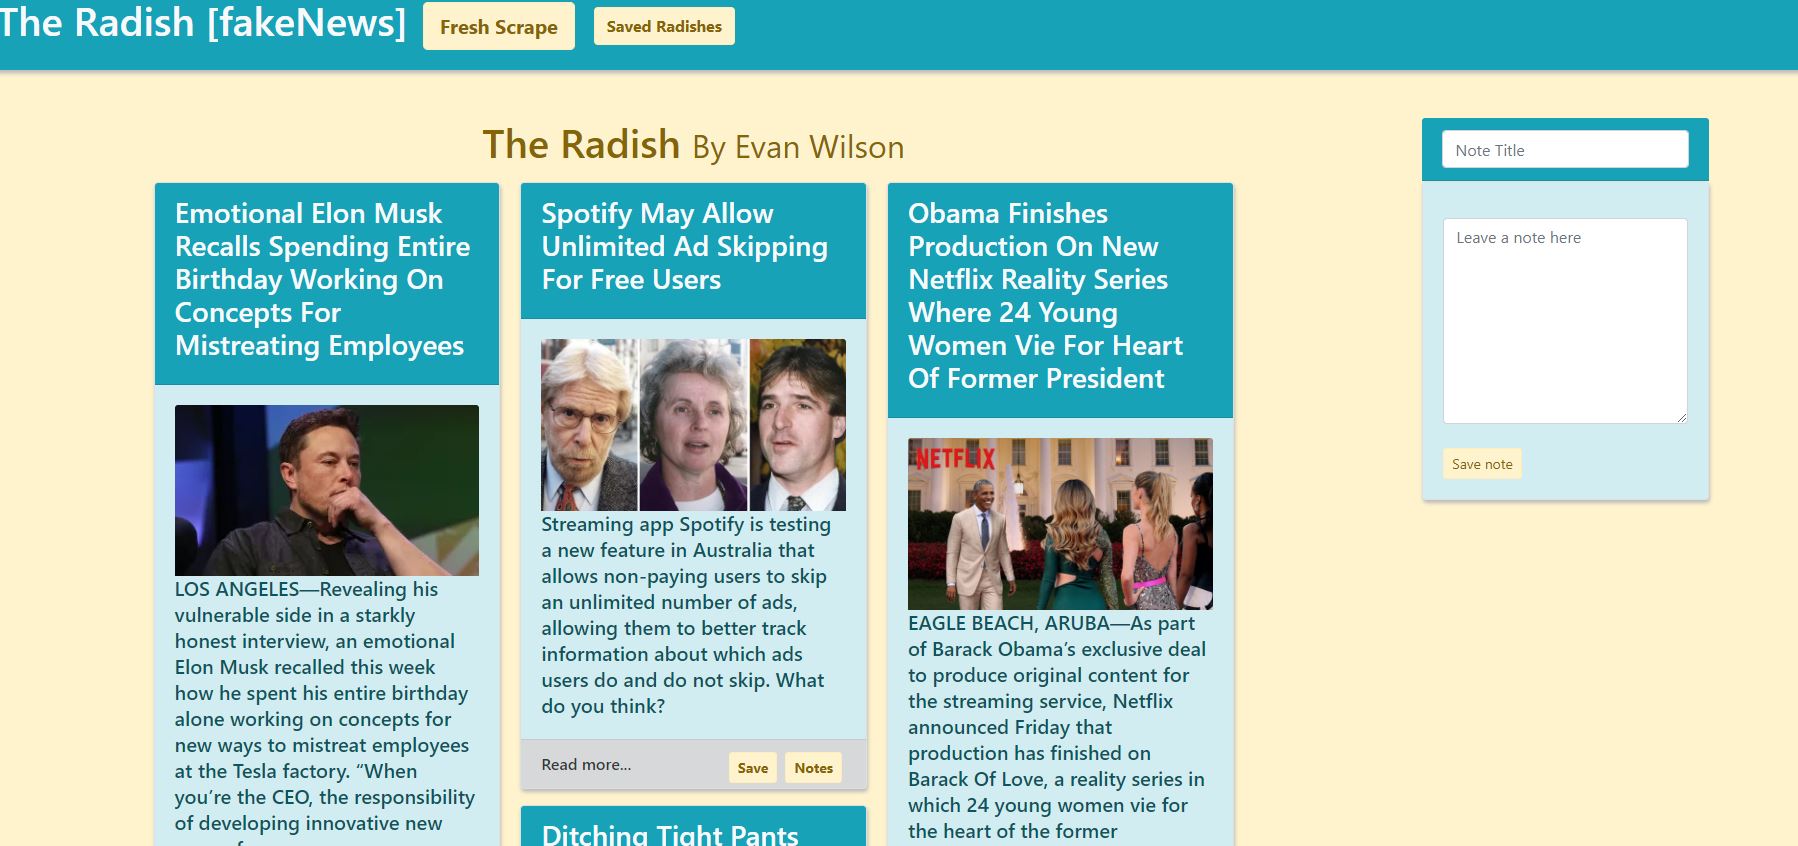 The Radish [fakeNews]
Fresh Scrape
Saved Radishes
The Radish By Evan Wilson
Emotional Elon Musk
Recalls Spending Entire
Birthday Working On
Concepts For
Mistreating Employees
LOS ANGELES—Revealing his
vulnerable side in a starkly
honest interview, an emotional
Elon Musk recalled this week
how he spent his entire birthday
alone working on concepts for
new ways to mistreat employees
at the Tesla factory. “When
you’re the CEO, the responsibility
of developing innovative new
Spotify May Allow
Unlimited Ad Skipping
For Free Users
Streaming app Spotify is testing
a new feature in Australia that
allows non-paying users to skip
an unlimited number of ads,
allowing them to better track
information about which ads
users do and do not skip. What
do you think?
Read more...
Save
Notes
Ditching Tight Pants
Obama Finishes
Production On New
Netflix Reality Series
Where 24 Young
Women Vie For Heart
Of Former President
NETFLIX
EAGLE BEACH, ARUBA—As part
of Barack Obama’s exclusive deal
to produce original content for
the streaming service, Netflix
announced Friday that
production has finished on
Barack Of Love, a reality series in
which 24 young women vie for
the heart of the former
Note Title
Leave a note here
Save note